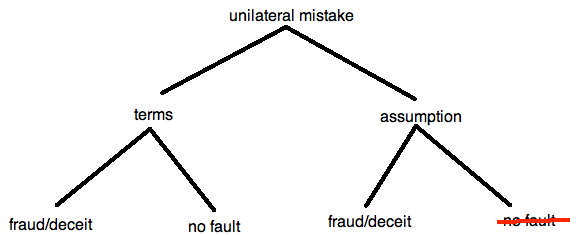 unilateral mistake
terms
assumption
fraud/deceit
no fault
fraud/deceit
no fault